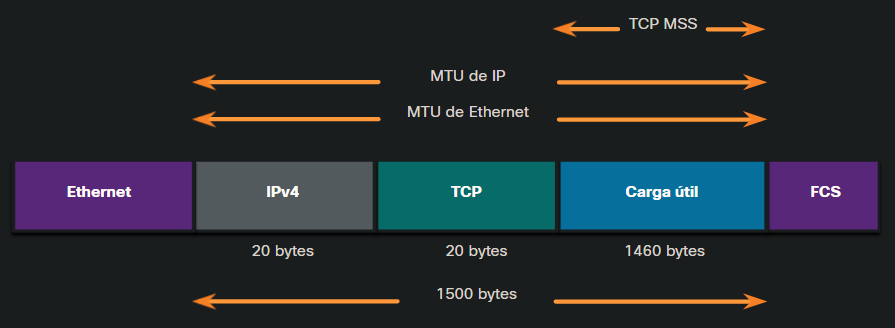 TCP MSS
MTU de IP
MTU de Ethernet
Ethernet IPv4 TCP Carga útil FCS
20 bytes 20 bytes 1460 bytes
1500 bytes